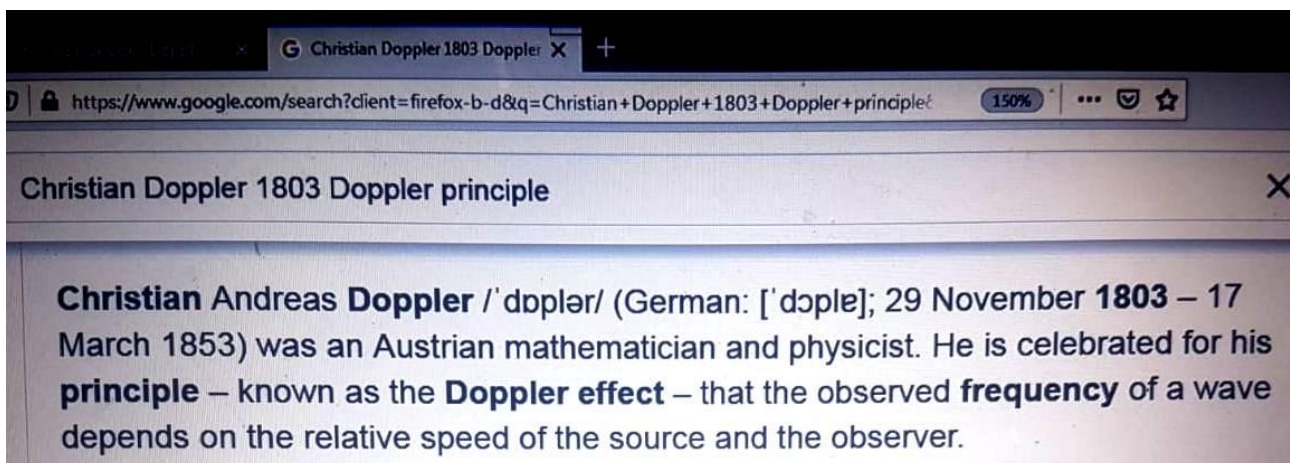 Christian Doppler 1803 Doppler
https://www.google.com/search?client=firefox-b-d&q=Christian+Doppler+1803+Doppler+principle
150%
Christian Doppler 1803 Doppler principle
Christian Andreas Doppler /ˈdɒplər/ (German: [ˈdɔplɐ]; 29 November 1803 – 17
March 1853) was an Austrian mathematician and physicist. He is celebrated for his
principle – known as the Doppler effect – that the observed frequency of a wave
depends on the relative speed of the source and the observer.